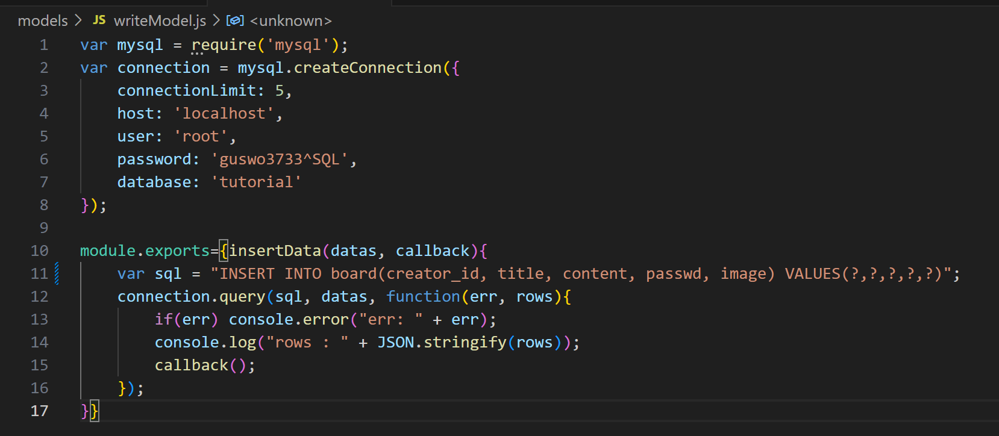 models > JS writeModel.js > <unknown>
1 var mysql = require('mysql');
2 var connection = mysql.createConnection({
3     connectionLimit: 5,
4     host: 'localhost',
5     user: 'root',
6     password: 'guswo3733^SQL',
7     database: 'tutorial'
8 });
9
10 module.exports={insertData(datas, callback){
11     var sql = "INSERT INTO board(creator_id, title, content, passwd, image) VALUES(?,?,?,?,?)";
12     connection.query(sql, datas, function(err, rows){
13         if(err) console.error("err: " + err);
14         console.log("rows : " + JSON.stringify(rows));
15         callback();
16     });
17 }}